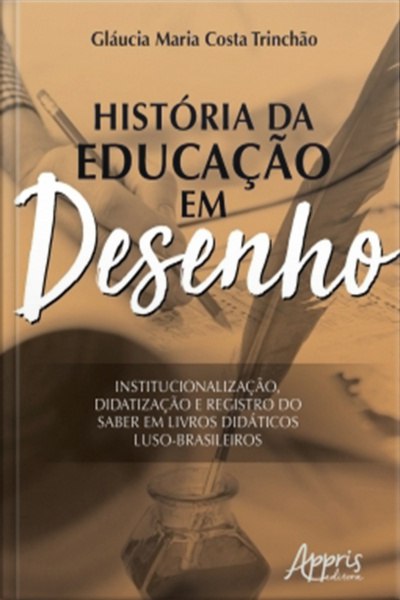 Gláucia Maria Costa Trinchão
HISTÓRIA DA
EDUCAÇÃO
EM
Desenho
INSTITUCIONALIZAÇÃO,
DIDATIZAÇÃO E REGISTRO DO
SABER EM LIVROS DIDÁTICOS
LUSO-BRASILEIROS
Appris
editora